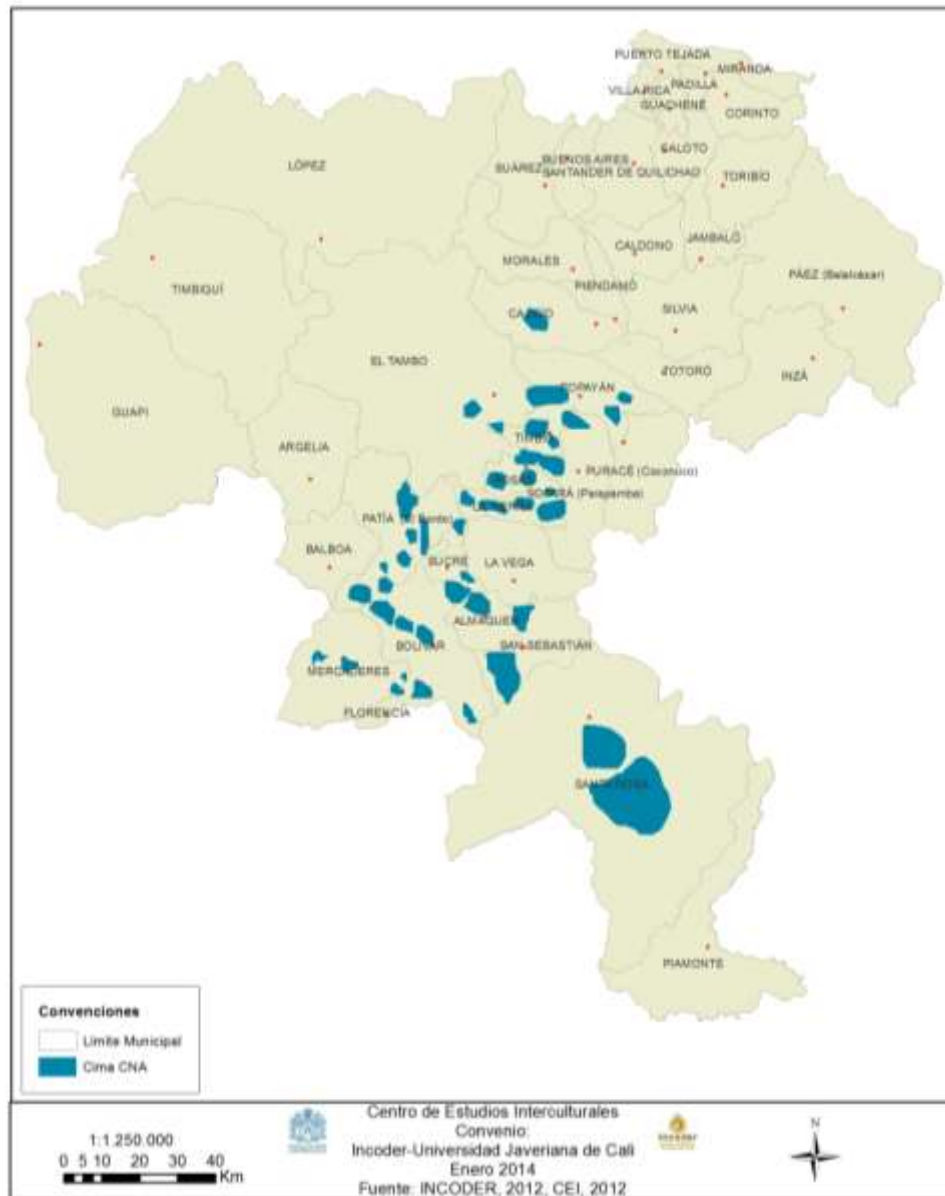 PUERTO TEJADA
MIRANDA
PADILLA
VILLA RICA
GUACHENÉ
CORINTO
CALOTO
LÓPEZ
BUENOS AIRES
SUÁREZ
SANTANDER DE QUILICHAO
TORIBÍO
CALDONO
JAMBALÓ
MORALES
PÁEZ (Belalcázar)
TIMBIQUÍ
PIENDAMÓ
SILVIA
EL TAMBO
TOTORÓ
INZÁ
POPAYÁN
GUAPI
ARGELIA
PURACÉ (Coconuco)
SOTARÁ (Paispamba)
BALBOA
SUCRE
LA VEGA
ALMAGUER
BOLÍVAR
SAN SEBASTIÁN
MERCADERES
FLORENCIA
PIAMONTE
Convenciones
Límite Municipal
Cima CNA
1:1.250.000
0 5 10 20 30 40
Km
Centro de Estudios Interculturales
Convenio:
Incoder-Universidad Javeriana de Cali
Enero 2014
Fuente: INCODER, 2012, CEI, 2012
N